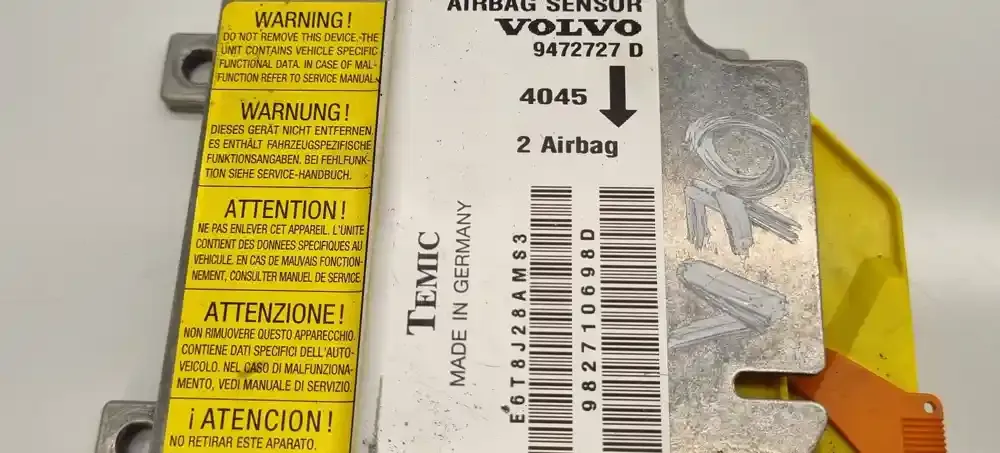 WARNING!
DO NOT REMOVE THIS DEVICE. THE
UNIT CONTAINS VEHICLE SPECIFIC
FUNCTIONAL DATA. IN CASE OF MAL-
FUNCTION REFER TO SERVICE MANUAL.
WARNUNG!
DIESES GERÄT NICHT ENTFERNEN.
ES ENTHÄLT FAHRZEUGSPEZIFISCHE
FUNKTIONSANGABEN. BEI FEHLFUNK-
TION SIEHE SERVICE-HANDBUCH.
ATTENTION!
NE PAS ENLEVER CET APPAREIL. L'UNITE
CONTIENT DES DONNEES SPECIFIQUES AU
VEHICULE. EN CAS DE MAUVAIS FONCTION-
NEMENT, CONSULTER MANUEL DE SERVICE.
ATTENZIONE!
NON RIMUOVERE QUESTO APPARECCHIO.
CONTIENE DATI SPECIFICI DELL'AUTO-
VEICOLO. NEL CASO DI MALFUNZIONA-
MENTO, VEDI MANUALE DI SERVIZIO.
¡ATENCION!
NO RETIRAR ESTE APARATO.
AIRBAG SENSOR
VOLVO
9472727 D
4045
2 Airbag
TEMIC
MADE IN GERMANY
E6T8J28AMS3
982710698D